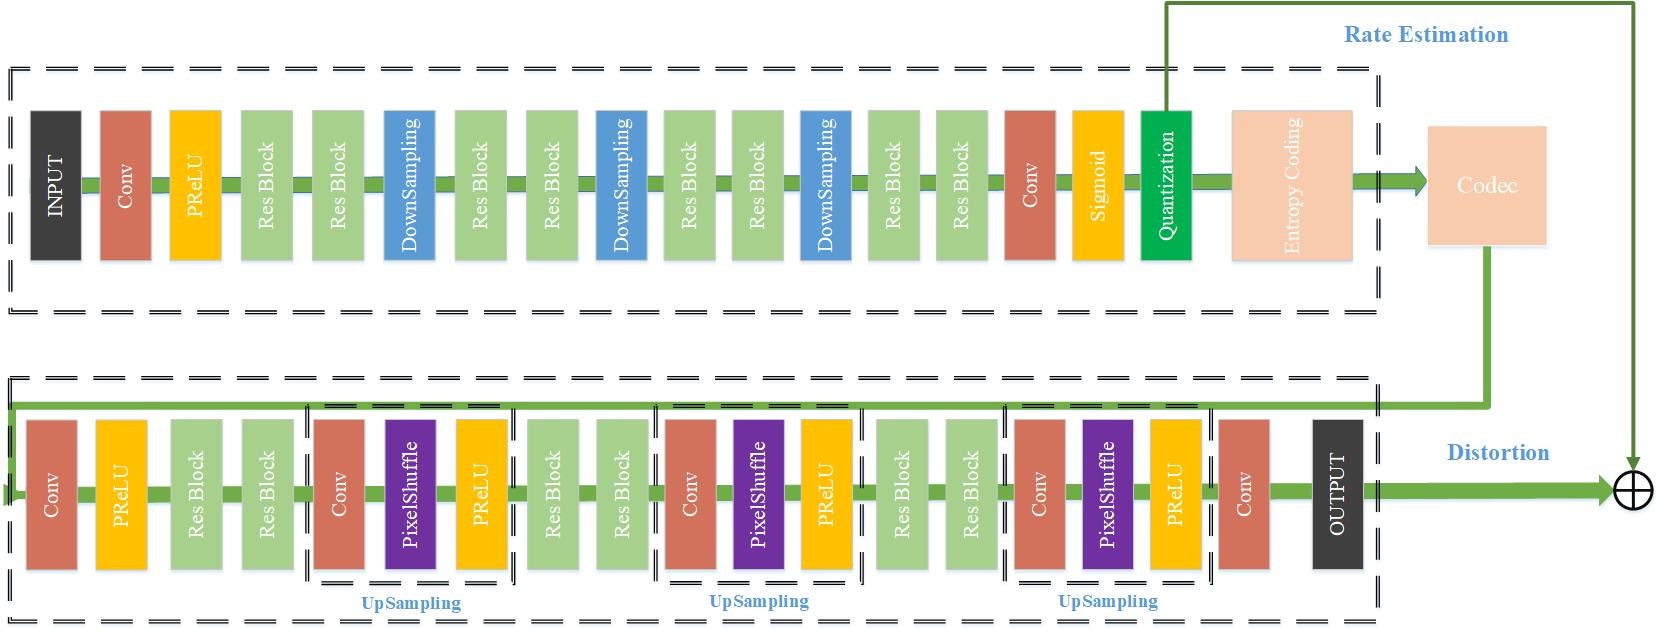 Rate Estimation
INPUT
Conv
PReLU
Res Block
Res Block
DownSampling
Res Block
Res Block
DownSampling
Res Block
Res Block
DownSampling
Res Block
Res Block
Conv
Sigmoid
Quantization
Entropy Coding
Codec
Conv
PReLU
Res Block
Res Block
Conv
PixelShuffle
PReLU
Res Block
Res Block
Conv
PixelShuffle
PReLU
Res Block
Res Block
Conv
PixelShuffle
PReLU
Conv
OUTPUT
Distortion
UpSampling
UpSampling
UpSampling